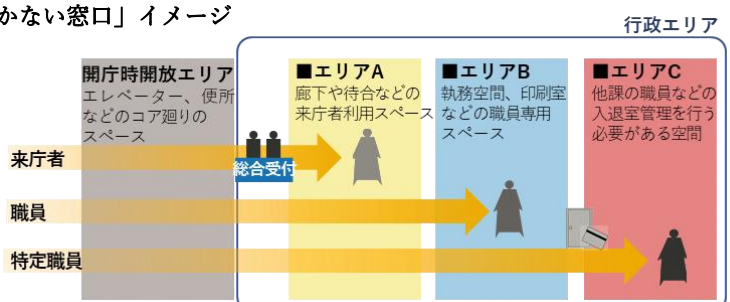 かない窓口」イメージ
行政エリア
開庁時開放エリア
エレベーター、便所
などのコア廻りの
スペース
■エリアA
廊下や待合などの
来庁者利用スペース
■エリアB
執務空間、印刷室
などの職員専用
スペース
■エリアC
他課の職員などの
入退室管理を行う
必要がある空間
来庁者
総合受付
職員
特定職員